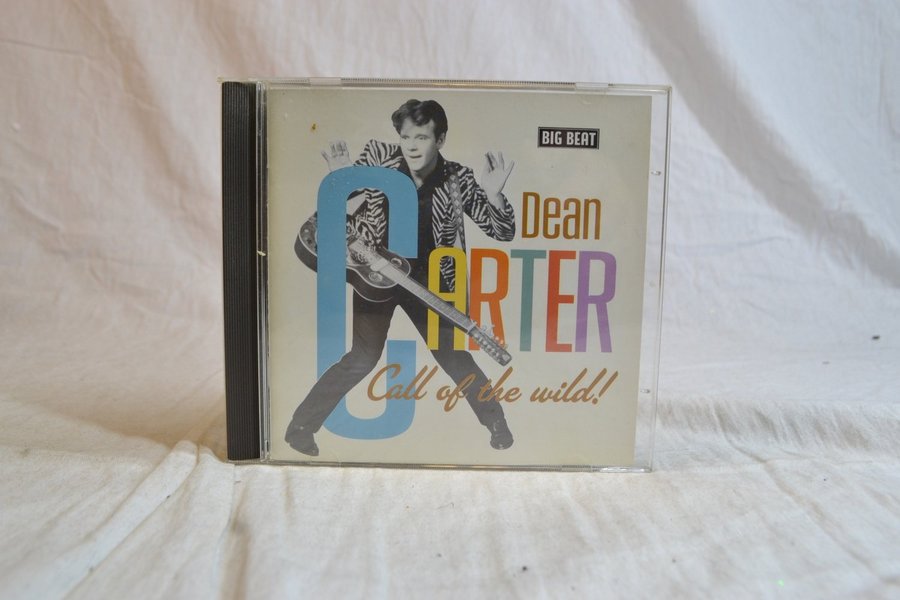 BIG BEAT
Dean
CARTER
Call of the wild!